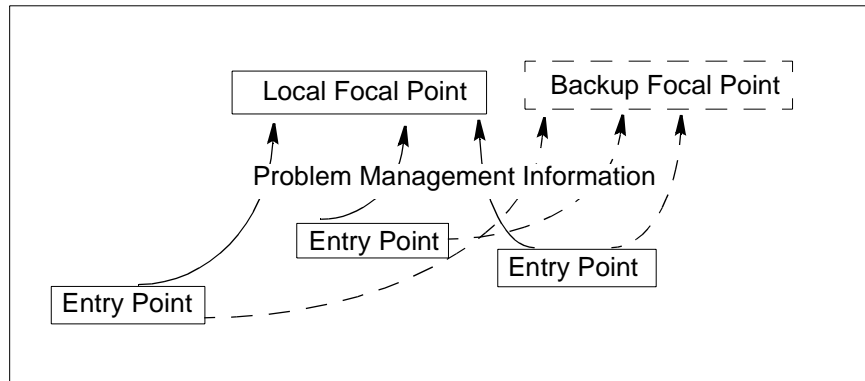 Local Focal Point
Backup Focal Point
Problem Management Information
Entry Point
Entry Point
Entry Point